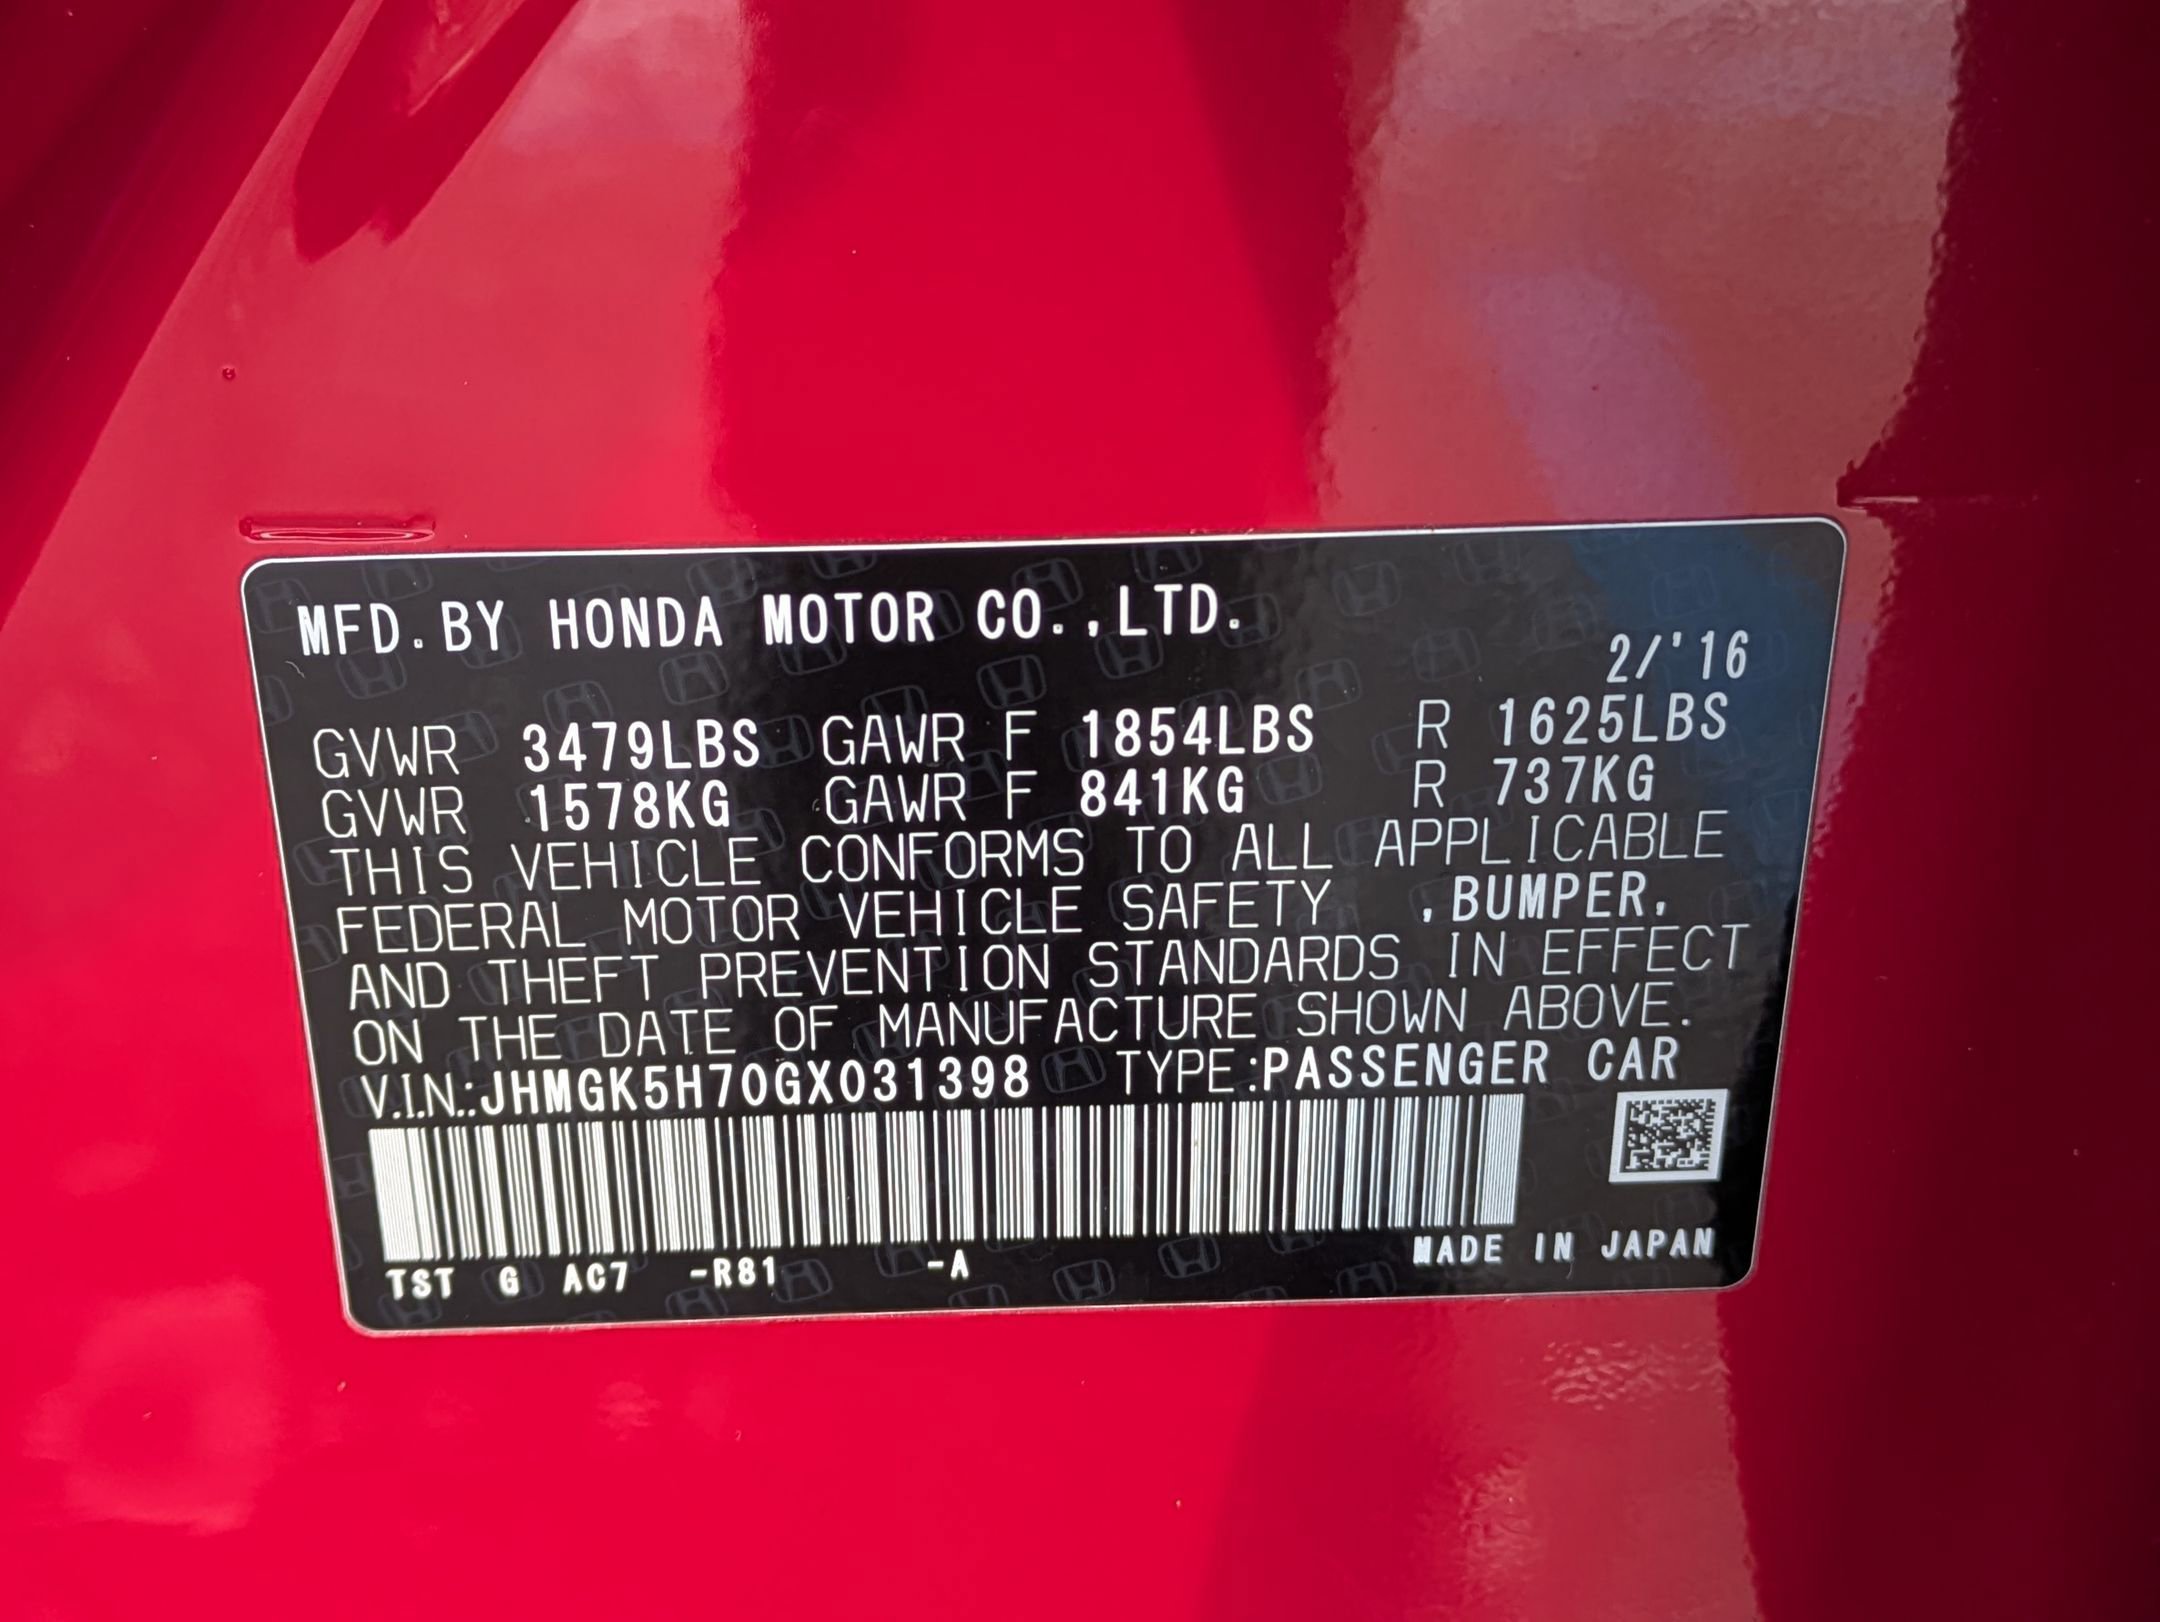 MFD.BY HONDA MOTOR CO.,LTD.
2/'16
GVWR 3479LBS GAWR F 1854LBS R 1625LBS
GVWR 1578KG GAWR F 841KG R 737KG
THIS VEHICLE CONFORMS TO ALL APPLICABLE
FEDERAL MOTOR VEHICLE SAFETY ,BUMPER,
AND THEFT PREVENTION STANDARDS IN EFFECT
ON THE DATE OF MANUFACTURE SHOWN ABOVE.
V.I.N.:JHMGK5H70GX031398 TYPE:PASSENGER CAR
TST G AC7 -R81 -A MADE IN JAPAN